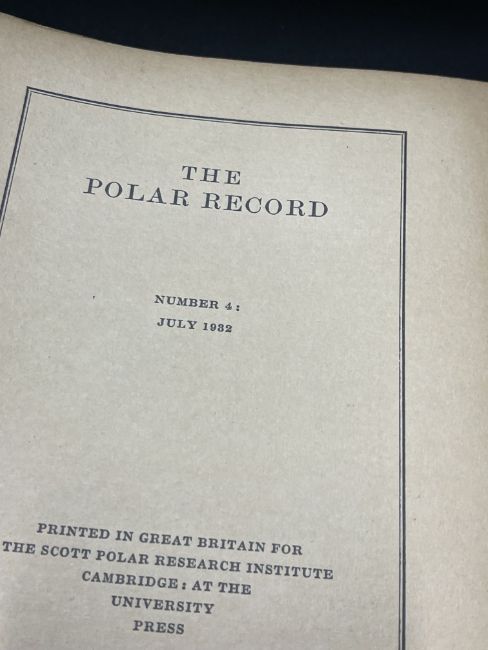 THE
POLAR RECORD
NUMBER 4:
JULY 1932
PRINTED IN GREAT BRITAIN FOR
THE SCOTT POLAR RESEARCH INSTITUTE
CAMBRIDGE: AT THE
UNIVERSITY
PRESS